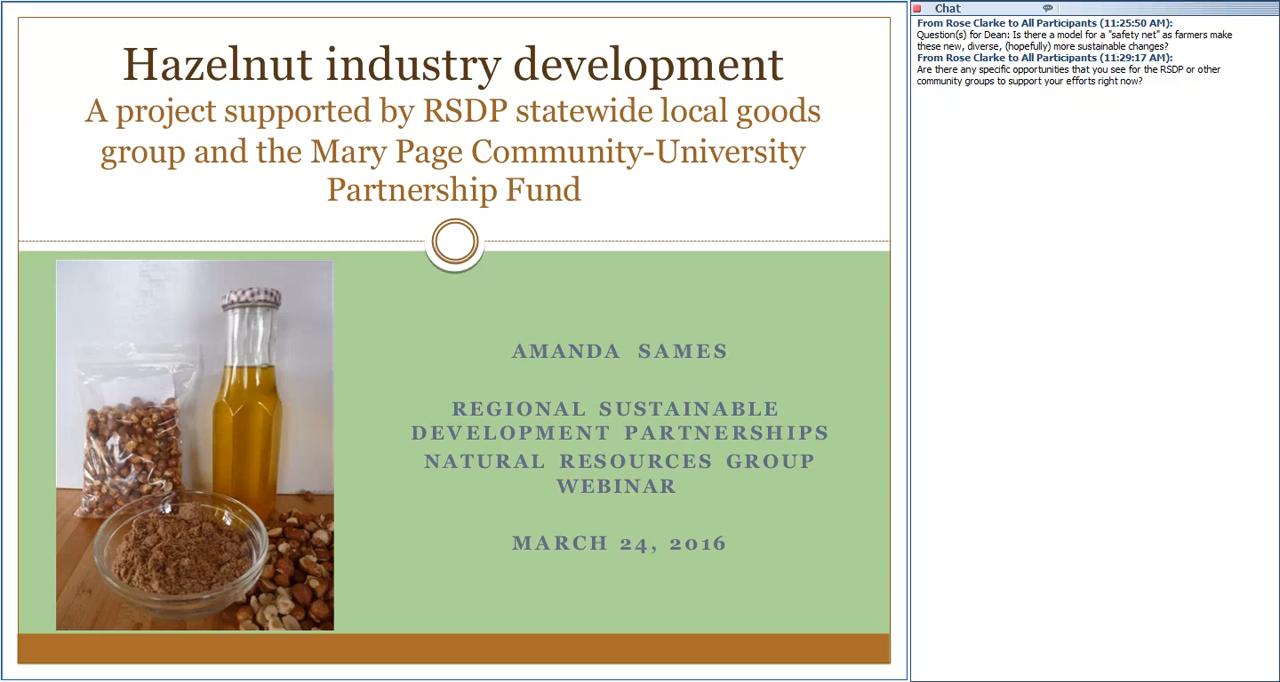 Hazelnut industry development
A project supported by RSDP statewide local goods
group and the Mary Page Community-University
Partnership Fund
AMANDA SAMES
REGIONAL SUSTAINABLE
DEVELOPMENT PARTNERSHIPS
NATURAL RESOURCES GROUP
WEBINAR
MARCH 24, 2016
Chat
From Rose Clarke to All Participants (11:25:50 AM):
Question(s) for Dean: Is there a model for a "safety net" as farmers make
these new, diverse, (hopefully) more sustainable changes?
From Rose Clarke to All Participants (11:29:17 AM):
Are there any specific opportunities that you see for the RSDP or other
community groups to support your efforts right now?